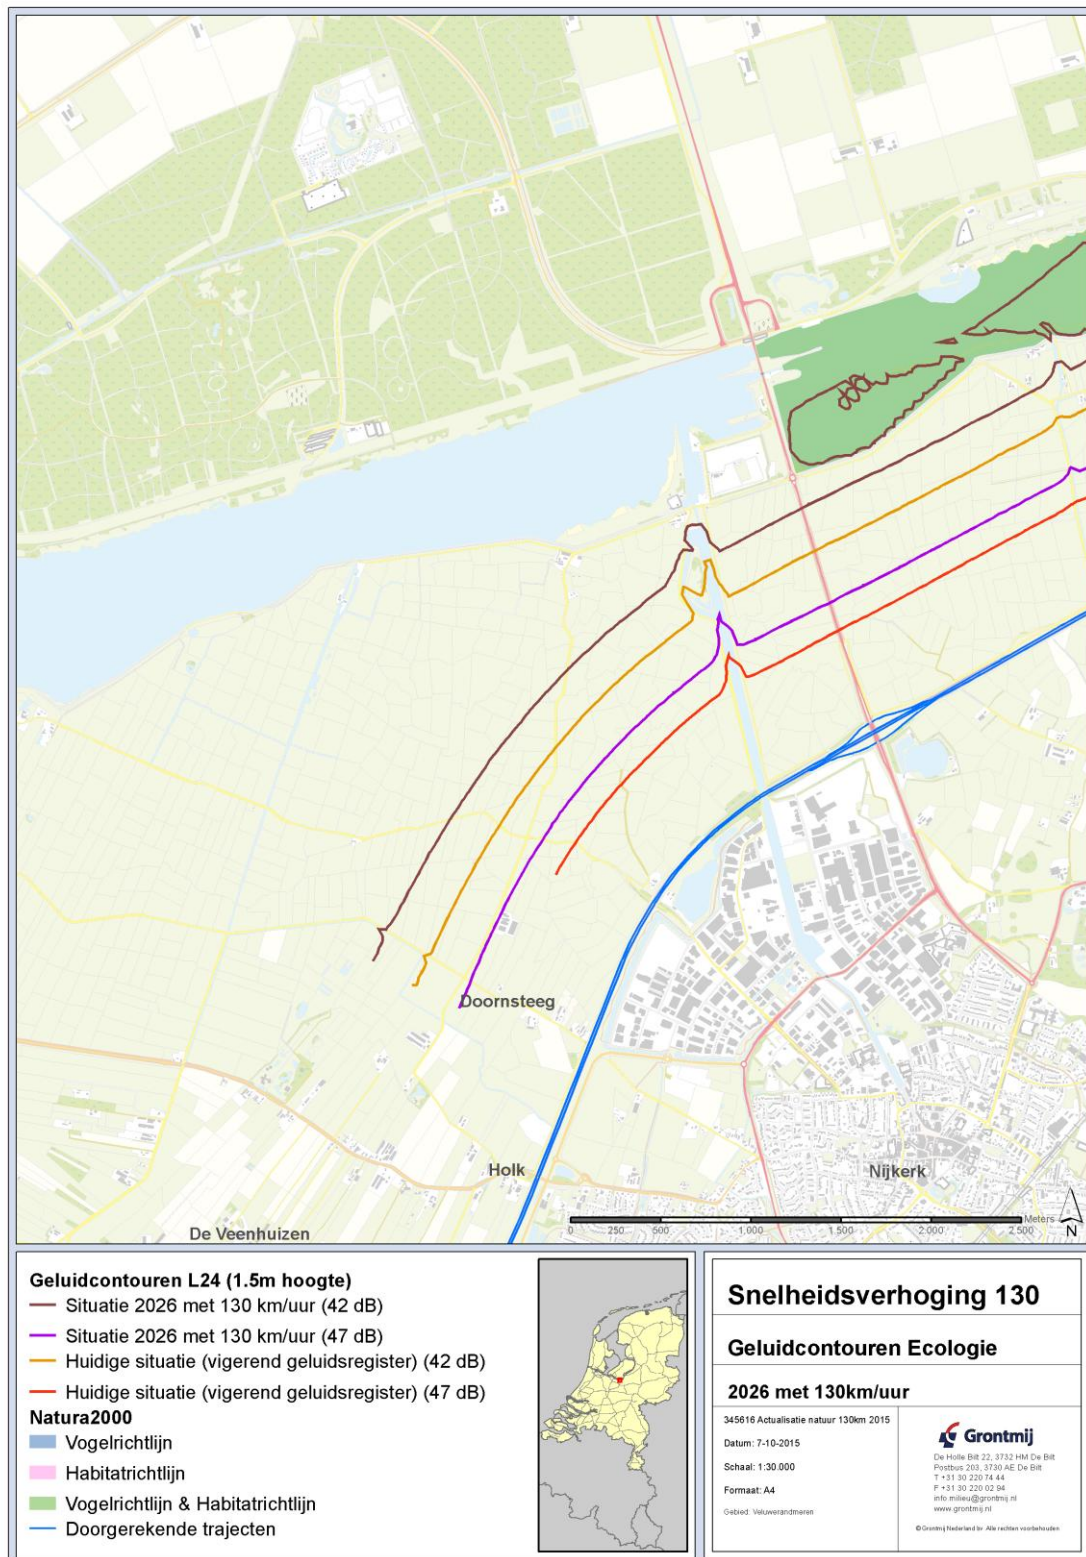 Doornsteeg
Holk
Nijkerk
De Veenhuizen
Meters
0 250 500 1.000 1.500 2.000 2.500
N
Geluidcontouren L24 (1.5m hoogte)
Situatie 2026 met 130 km/uur (42 dB)
Situatie 2026 met 130 km/uur (47 dB)
Huidige situatie (vigerend geluidsregister) (42 dB)
Huidige situatie (vigerend geluidsregister) (47 dB)
Natura2000
Vogelrichtlijn
Habitatrichtlijn
Vogelrichtlijn & Habitatrichtlijn
Doorgerekende trajecten
Snelheidsverhoging 130
Geluidcontouren Ecologie
2026 met 130km/uur
345616 Actualisatie natuur 130km 2015
Datum: 7-10-2015
Schaal: 1:30.000
Formaat: A4
Gebied: Veluwerandmeren
Grontmij
De Holle Bilt 22, 3732 HM De Bilt
Postbus 203, 3730 AE De Bilt
T +31 30 220 74 44
F +31 30 220 02 94
info.milieu@grontmij.nl
www.grontmij.nl
© Grontmij Nederland bv. Alle rechten voorbehouden